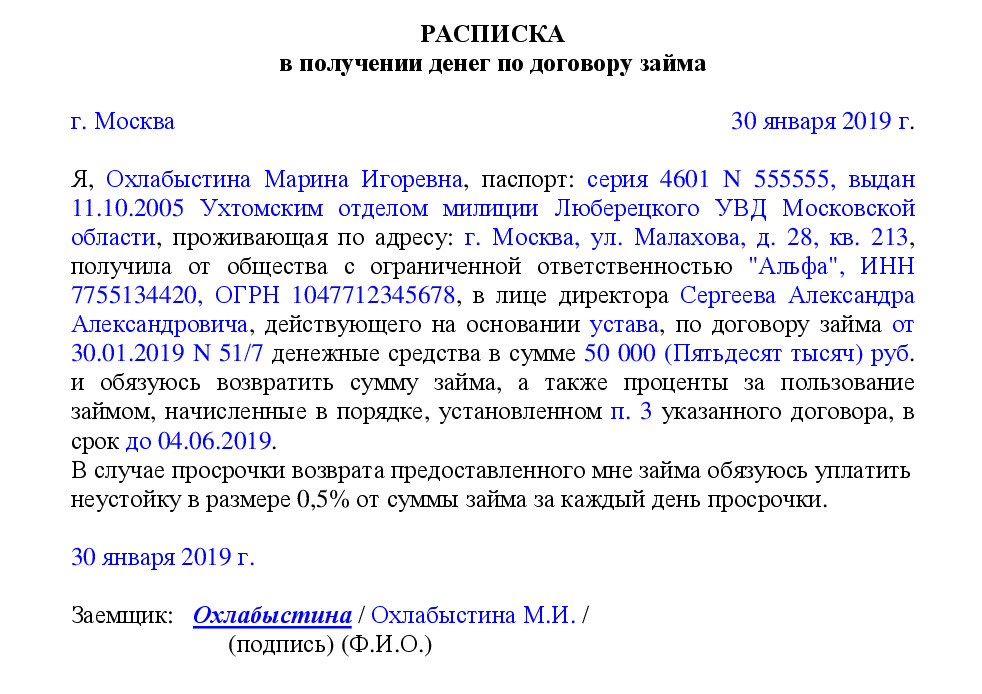 РАСПИСКА
в получении денег по договору займа
г. Москва 30 января 2019 г.
Я, Охлабыстина Марина Игоревна, паспорт: серия 4601 N 555555, выдан
11.10.2005 Ухтомским отделом милиции Люберецкого УВД Московской
области, проживающая по адресу: г. Москва, ул. Малахова, д. 28, кв. 213,
получила от общества с ограниченной ответственностью "Альфа", ИНН
7755134420, ОГРН 1047712345678, в лице директора Сергеева Александра
Александровича, действующего на основании устава, по договору займа от
30.01.2019 N 51/7 денежные средства в сумме 50 000 (Пятьдесят тысяч) руб.
и обязуюсь возвратить сумму займа, а также проценты за пользование
займом, начисленные в порядке, установленном п. 3 указанного договора, в
срок до 04.06.2019.
В случае просрочки возврата предоставленного мне займа обязуюсь уплатить
неустойку в размере 0,5% от суммы займа за каждый день просрочки.
30 января 2019 г.
Заемщик: Охлабыстина / Охлабыстина М.И. /
(подпись) (Ф.И.О.)